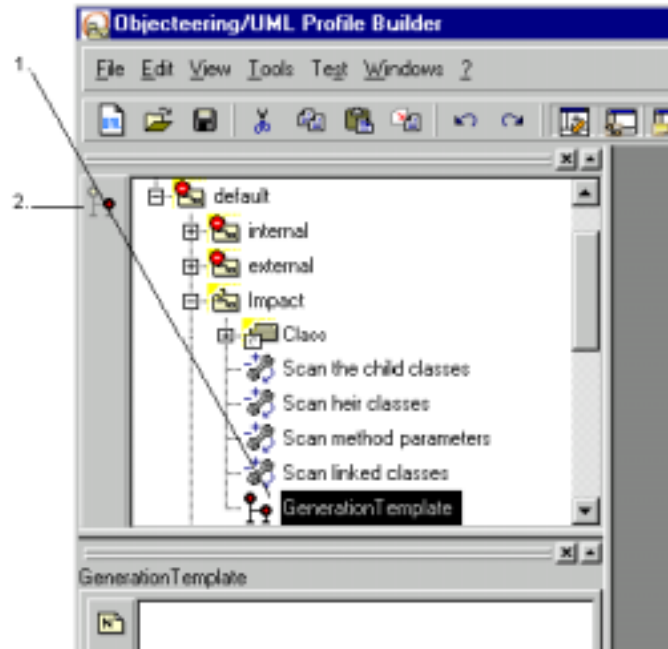 Objecteering/UML Profile Builder
1.
File Edit View Tools Test Windows ?
2.
default
internal
external
Impact
Class
Scan the child classes
Scan heir classes
Scan method parameters
Scan linked classes
GenerationTemplate
GenerationTemplate
N